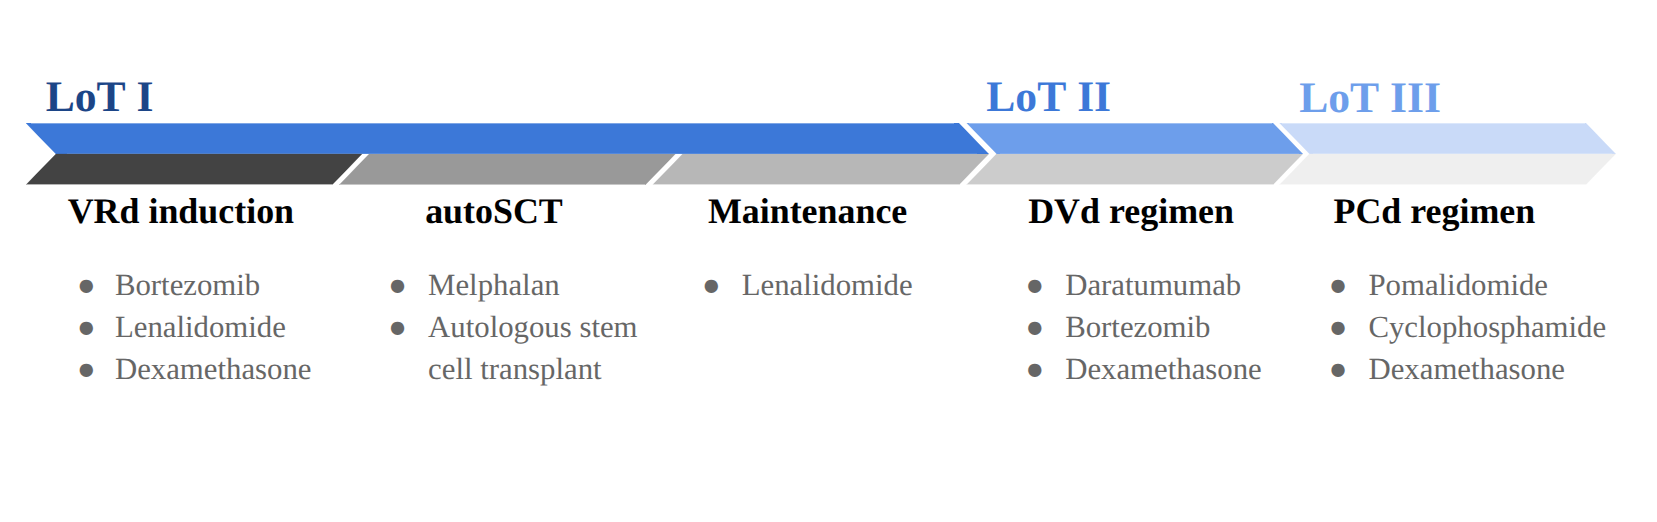 LoT I
LoT II
LoT III
VRd induction
autoSCT
Maintenance
DVd regimen
PCd regimen
● Bortezomib
● Lenalidomide
● Dexamethasone
● Melphalan
● Autologous stem
cell transplant
● Lenalidomide
● Daratumumab
● Bortezomib
● Dexamethasone
● Pomalidomide
● Cyclophosphamide
● Dexamethasone